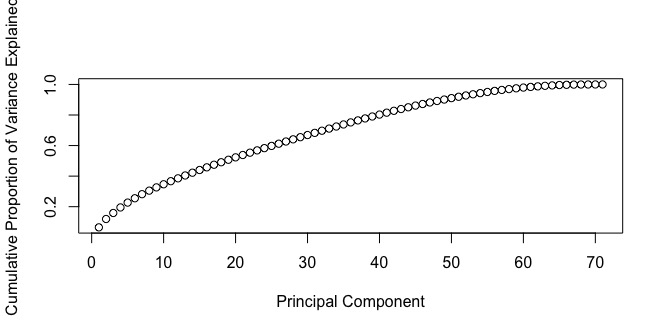 Cumulative Proportion of Variance Explained
1.0
0.6
0.2
0 10 20 30 40 50 60 70
Principal Component